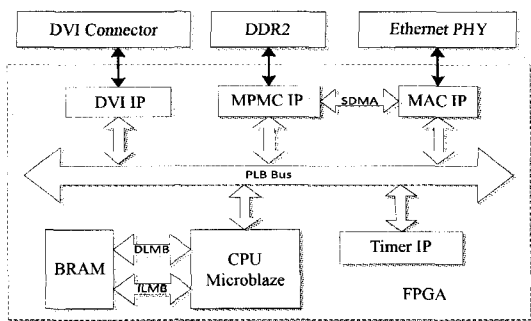 DVI Connector
DDR2
Ethernet PHY
DVI IP
MPMC IP
SDMA
MAC IP
PLB Bus
BRAM
DLMB
ILMB
CPU
Microblaze
Timer IP
FPGA